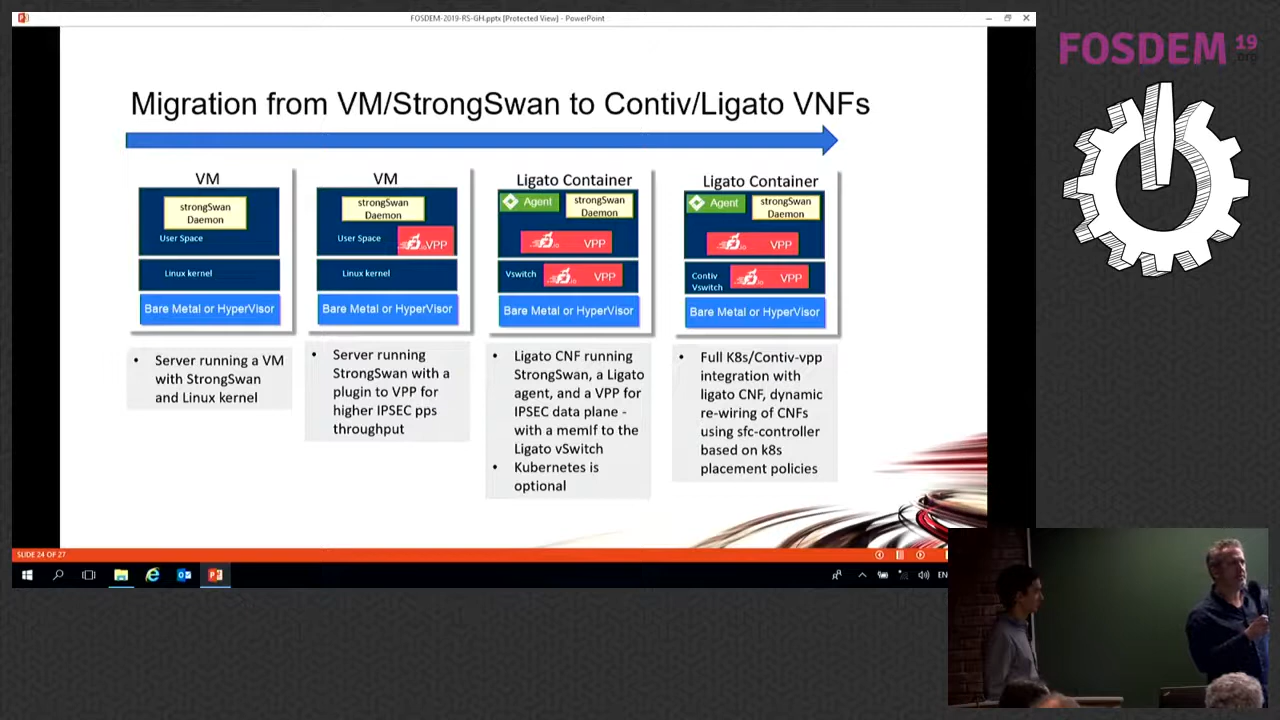 FOSDEM-2019-RS-GH.pptx [Protected View] - PowerPoint
FOSDEM 19
.org
Migration from VM/StrongSwan to Contiv/Ligato VNFs
VM
strongSwan
Daemon
User Space
Linux kernel
Bare Metal or HyperVisor
• Server running a VM
with StrongSwan
and Linux kernel
VM
strongSwan
Daemon
User Space
VPP
Linux kernel
Bare Metal or HyperVisor
• Server running
StrongSwan with a
plugin to VPP for
higher IPSEC pps
throughput
Ligato Container
Agent
strongSwan
Daemon
VPP
Vswitch
VPP
Bare Metal or HyperVisor
• Ligato CNF running
StrongSwan, a Ligato
agent, and a VPP for
IPSEC data plane -
with a memIf to the
Ligato vSwitch
• Kubernetes is
optional
Ligato Container
Agent
strongSwan
Daemon
VPP
Contiv
Vswitch
VPP
Bare Metal or HyperVisor
• Full K8s/Contiv-vpp
integration with
ligato CNF, dynamic
re-wiring of CNFs
using sfc-controller
based on k8s
placement policies
SLIDE 24 OF 27
EN